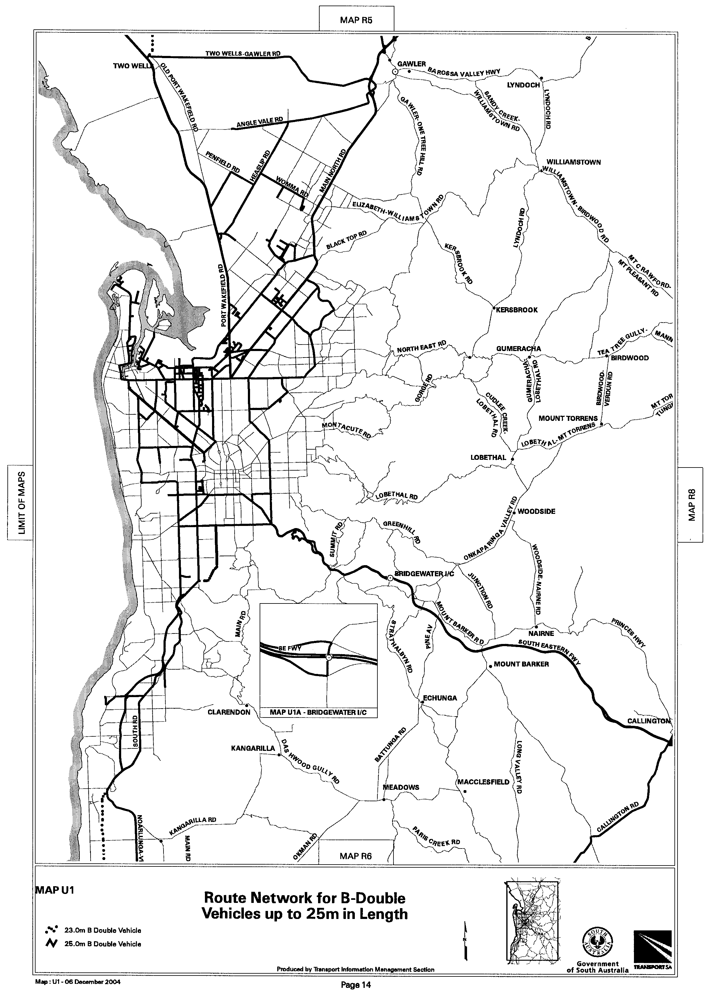 MAP R5
TWO WELLS-GAWLER RD
GAWLER
TWO WELLS
OLD PORT WAKEFIELD RD
BAROSSA VALLEY HWY
LYNDOCH
LYNDOCH RD
SANDY CREEK-
WILLIAMSTOWN RD
GAWLER-ONE TREE HILL RD
ANGLE VALE RD
PENFIELD RD
HEASLIP RD
WOMMA RD
MAIN NORTH RD
WILLIAMSTOWN
WILLIAMSTOWN-BIRDWOOD RD
ELIZABETH-WILLIAMSTOWN RD
LYNDOCH RD
BLACK TOP RD
KERSBROOK RD
MT CRAWFORD-
MT PLEASANT RD
PORT WAKEFIELD RD
KERSBROOK
NORTH EAST RD
GUMERACHA
TEA TREE GULLY-
MANN
BIRDWOOD
GORGE RD
GUMERACHA
LOBETHAL RD
BIRDWOOD-
VERDUN RD
CUDLEE CREEK-
LOBETHAL RD
MT TOR
TUNG
MOUNT TORRENS
MONTACUTE RD
LOBETHAL-MT TORRENS
LOBETHAL
LIMIT OF MAPS
MAP R8
LOBETHAL RD
WOODSIDE
ONKAPARINGA VALLEY RD
GREENHILL RD
SUMMIT RD
WOODSIDE-NAIRNE RD
BRIDGEWATER I/C
JUNCTION RD
MAIN RD
STRATHALBYN RD
PINE AV
MOUNT BARKER RD
NAIRNE
PRINCES HWY
SOUTH EASTERN FWY
BE FWY
MOUNT BARKER
ECHUNGA
CLARENDON
MAP U1A - BRIDGEWATER I/C
CALLINGTON
SOUTH RD
KANGARILLA
DASHWOOD GULLY RD
BATTUNGA RD
LONG VALLEY RD
MEADOWS
MACCLESFIELD
CALLINGTON RD
NOARLUNGA-VI
KANGARILLA RD
MAIN RD
OKMAN RD
PARIS CREEK RD
MAP R6
MAP U1
Route Network for B-Double
Vehicles up to 25m in Length
23.0m B Double Vehicle
25.0m B Double Vehicle
N
SOUTH AUSTRALIA
Government
of South Australia
TRANSPORT SA
Produced by Transport Information Management Section
Map : U1 - 06 December 2004
Page 14